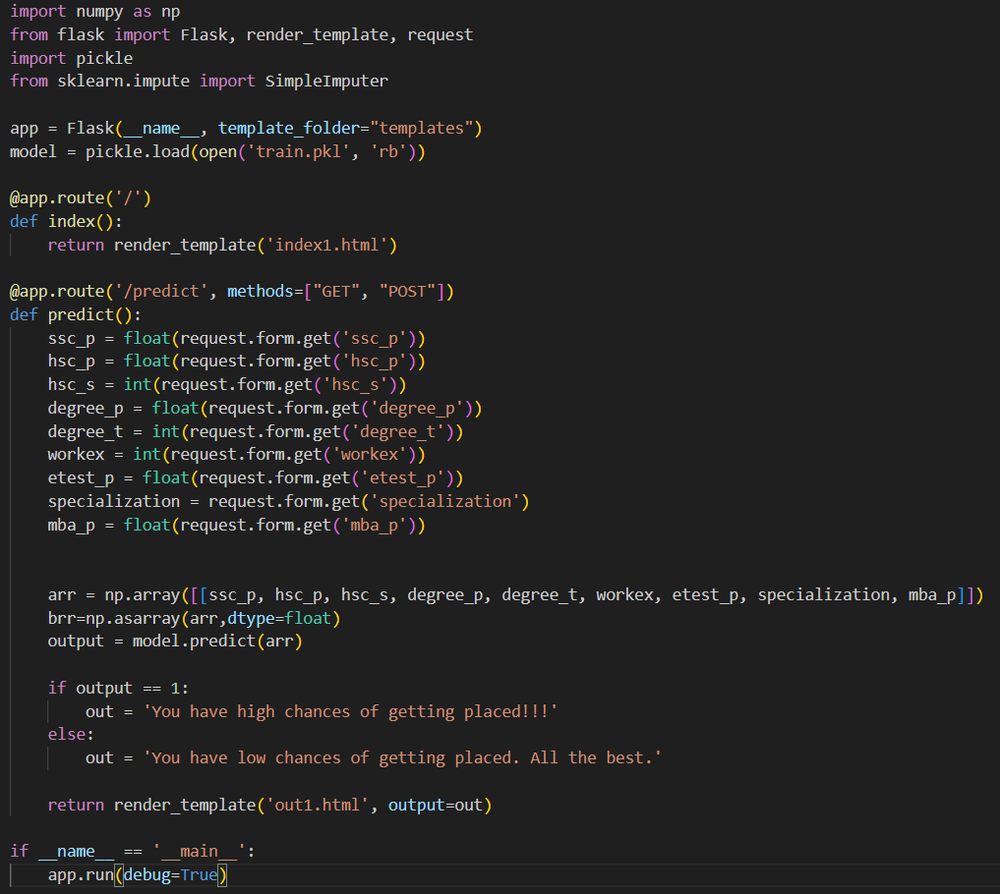 import numpy as np
from flask import Flask, render_template, request
import pickle
from sklearn.impute import SimpleImputer

app = Flask(__name__, template_folder="templates")
model = pickle.load(open('train.pkl', 'rb'))

@app.route('/')
def index():
    return render_template('index1.html')

@app.route('/predict', methods=["GET", "POST"])
def predict():
    ssc_p = float(request.form.get('ssc_p'))
    hsc_p = float(request.form.get('hsc_p'))
    hsc_s = int(request.form.get('hsc_s'))
    degree_p = float(request.form.get('degree_p'))
    degree_t = int(request.form.get('degree_t'))
    workex = int(request.form.get('workex'))
    etest_p = float(request.form.get('etest_p'))
    specialization = request.form.get('specialization')
    mba_p = float(request.form.get('mba_p'))


    arr = np.array([[ssc_p, hsc_p, hsc_s, degree_p, degree_t, workex, etest_p, specialization, mba_p]])
    brr=np.asarray(arr,dtype=float)
    output = model.predict(arr)

    if output == 1:
        out = 'You have high chances of getting placed!!!'
    else:
        out = 'You have low chances of getting placed. All the best.'

    return render_template('out1.html', output=out)

if __name__ == '__main__':
    app.run(debug=True)